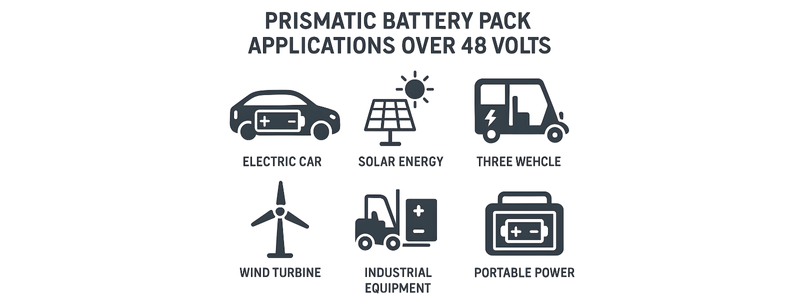 PRISMATIC BATTERY PACK
APPLICATIONS OVER 48 VOLTS
ELECTRIC CAR
SOLAR ENERGY
THREE WEHCLE
WIND TURBINE
INDUSTRIAL
EQUIPMENT
PORTABLE POWER